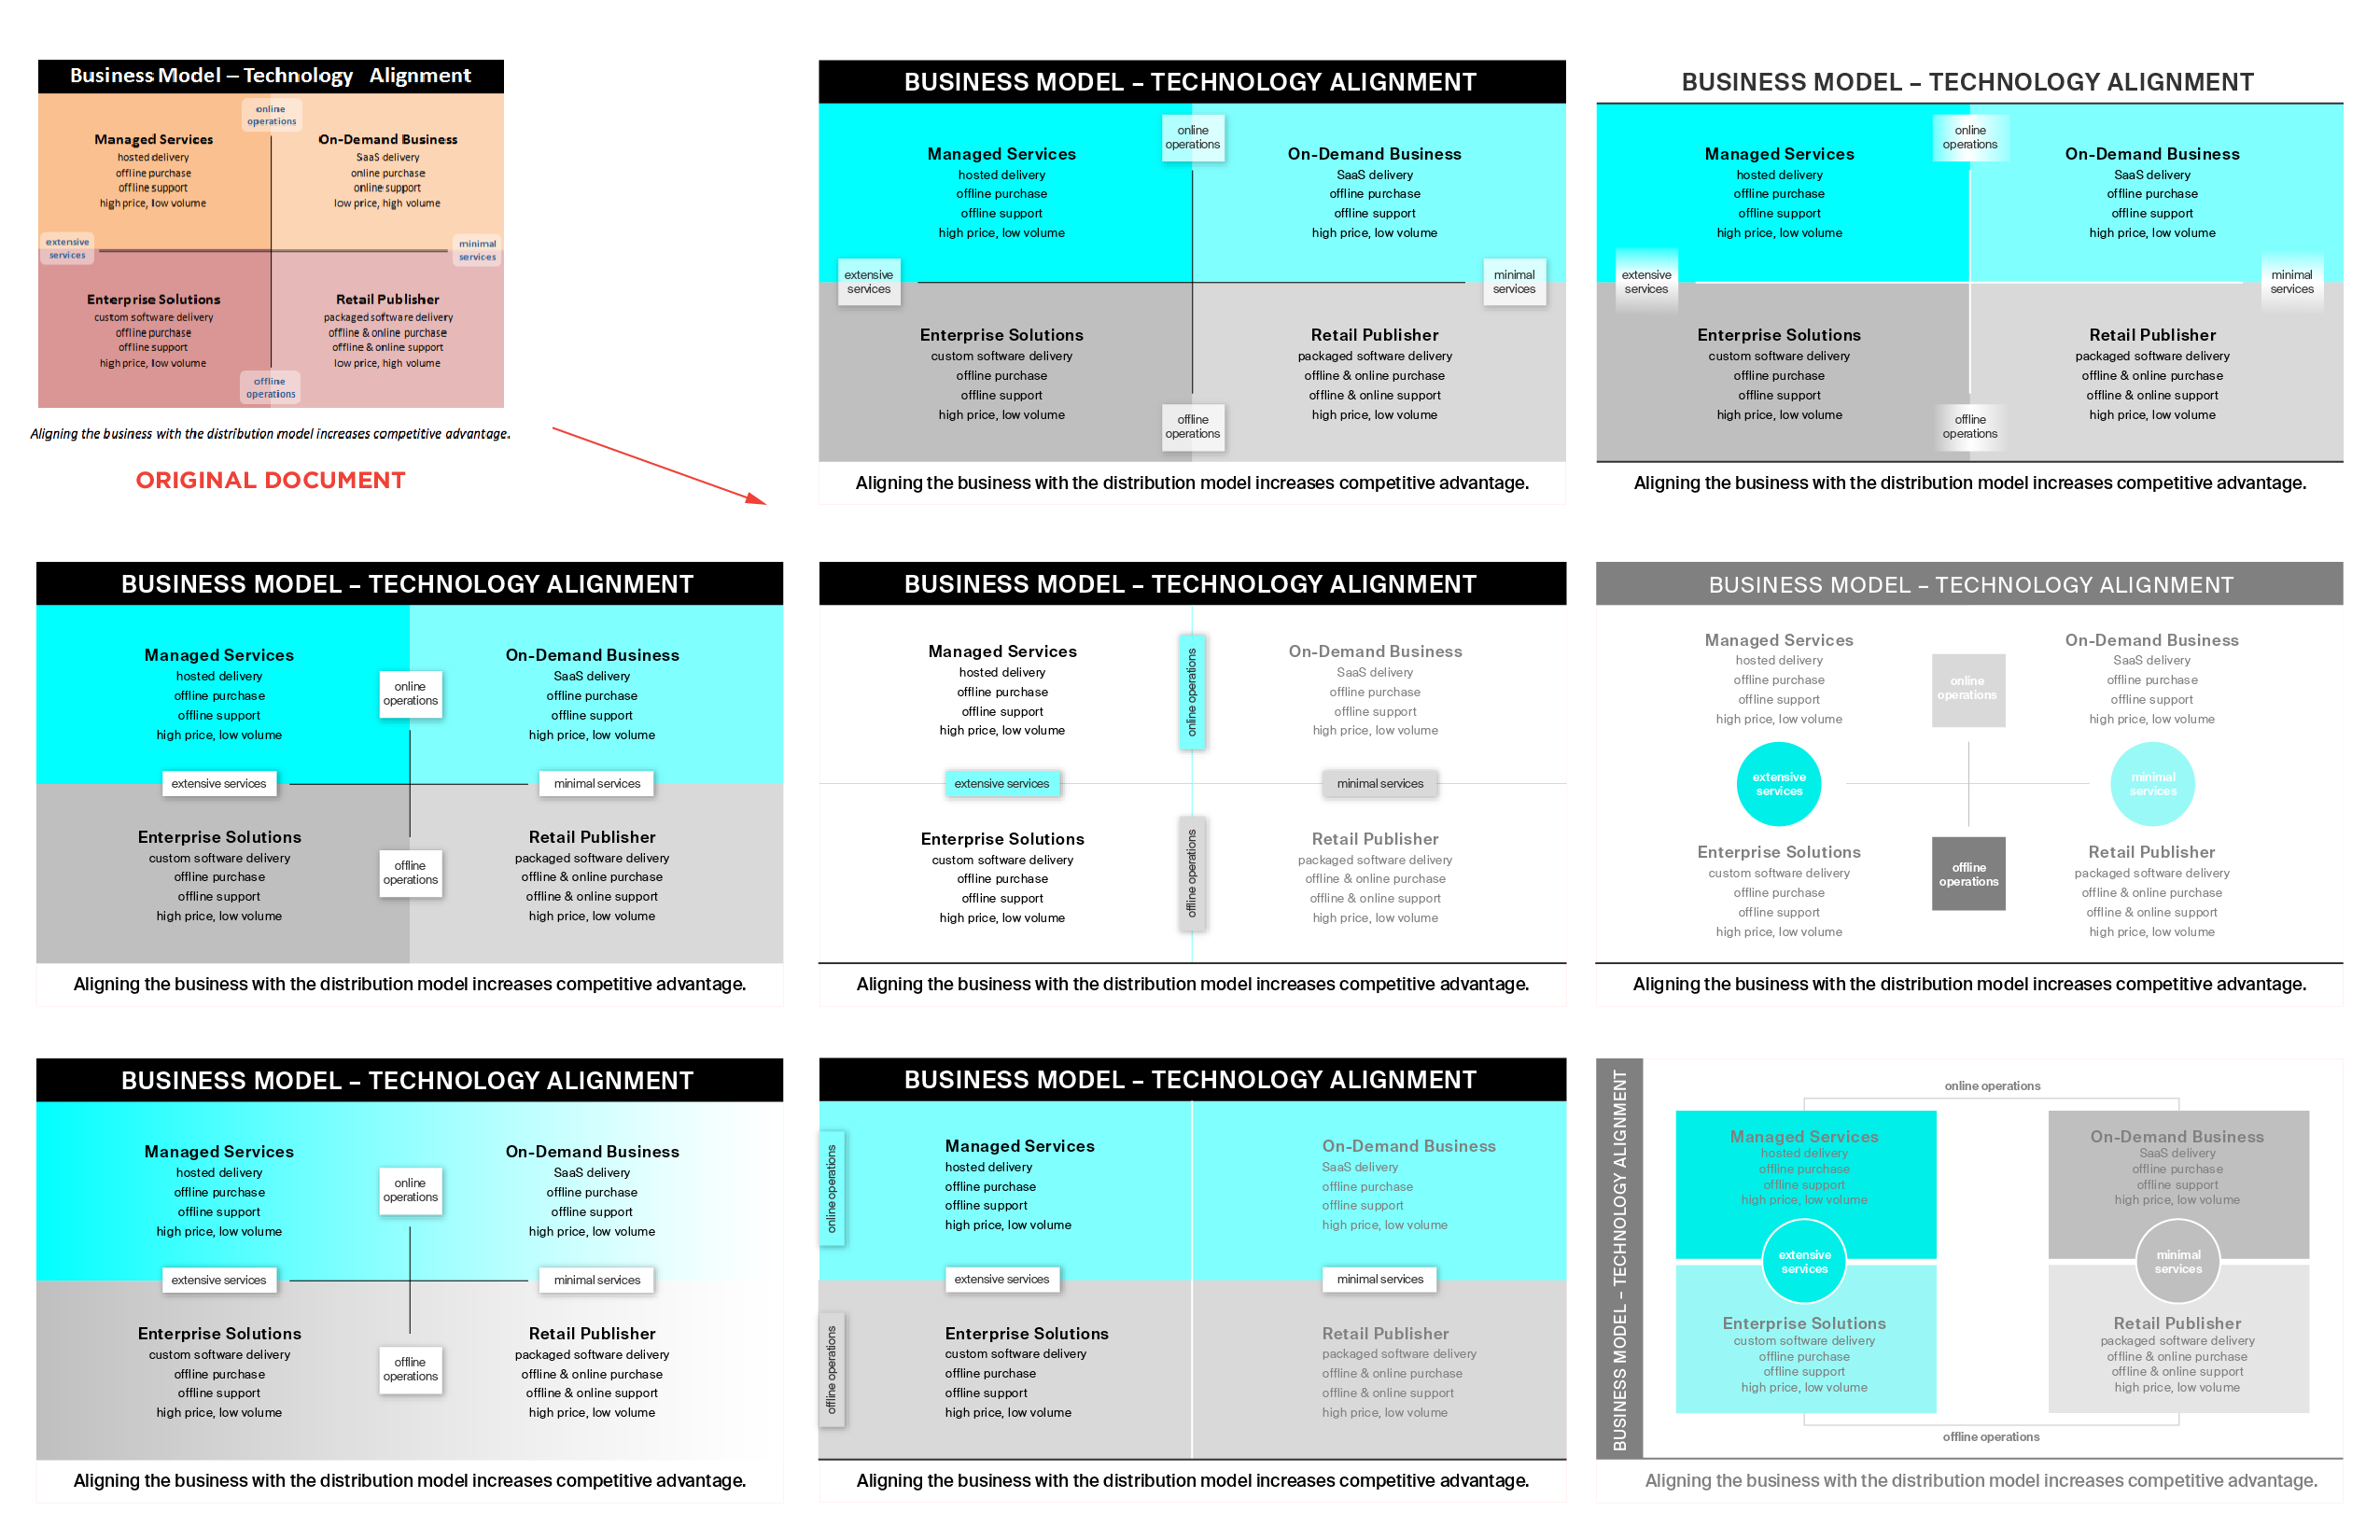 Business Model – Technology Alignment
online
operations
Managed Services
hosted delivery
offline purchase
offline support
high price, low volume
On-Demand Business
SaaS delivery
online purchase
online support
low price, high volume
extensive
services
minimal
services
Enterprise Solutions
custom software delivery
offline purchase
offline support
high price, low volume
Retail Publisher
packaged software delivery
offline & online purchase
offline & online support
low price, high volume
offline
operations
Aligning the business with the distribution model increases competitive advantage.
ORIGINAL DOCUMENT
BUSINESS MODEL – TECHNOLOGY ALIGNMENT
online
operations
Managed Services
hosted delivery
offline purchase
offline support
high price, low volume
On-Demand Business
SaaS delivery
offline purchase
offline support
high price, low volume
extensive
services
minimal
services
Enterprise Solutions
custom software delivery
offline purchase
offline support
high price, low volume
Retail Publisher
packaged software delivery
offline & online purchase
offline & online support
high price, low volume
offline
operations
Aligning the business with the distribution model increases competitive advantage.
BUSINESS MODEL – TECHNOLOGY ALIGNMENT
online
operations
Managed Services
hosted delivery
offline purchase
offline support
high price, low volume
On-Demand Business
SaaS delivery
offline purchase
offline support
high price, low volume
extensive
services
minimal
services
Enterprise Solutions
custom software delivery
offline purchase
offline support
high price, low volume
Retail Publisher
packaged software delivery
offline & online purchase
offline & online support
high price, low volume
offline
operations
Aligning the business with the distribution model increases competitive advantage.
BUSINESS MODEL – TECHNOLOGY ALIGNMENT
Managed Services
hosted delivery
offline purchase
offline support
high price, low volume
online
operations
On-Demand Business
SaaS delivery
offline purchase
offline support
high price, low volume
extensive services
minimal services
Enterprise Solutions
custom software delivery
offline purchase
offline support
high price, low volume
offline
operations
Retail Publisher
packaged software delivery
offline & online purchase
offline & online support
high price, low volume
Aligning the business with the distribution model increases competitive advantage.
BUSINESS MODEL – TECHNOLOGY ALIGNMENT
Managed Services
hosted delivery
offline purchase
offline support
high price, low volume
online operations
On-Demand Business
SaaS delivery
offline purchase
offline support
high price, low volume
extensive services
minimal services
Enterprise Solutions
custom software delivery
offline purchase
offline support
high price, low volume
offline operations
Retail Publisher
packaged software delivery
offline & online purchase
offline & online support
high price, low volume
Aligning the business with the distribution model increases competitive advantage.
BUSINESS MODEL – TECHNOLOGY ALIGNMENT
Managed Services
hosted delivery
offline purchase
offline support
high price, low volume
online
operations
On-Demand Business
SaaS delivery
offline purchase
offline support
high price, low volume
extensive
services
minimal
services
Enterprise Solutions
custom software delivery
offline purchase
offline support
high price, low volume
offline
operations
Retail Publisher
packaged software delivery
offline & online purchase
offline & online support
high price, low volume
Aligning the business with the distribution model increases competitive advantage.
BUSINESS MODEL – TECHNOLOGY ALIGNMENT
Managed Services
hosted delivery
offline purchase
offline support
high price, low volume
online
operations
On-Demand Business
SaaS delivery
offline purchase
offline support
high price, low volume
extensive services
minimal services
Enterprise Solutions
custom software delivery
offline purchase
offline support
high price, low volume
offline
operations
Retail Publisher
packaged software delivery
offline & online purchase
offline & online support
high price, low volume
Aligning the business with the distribution model increases competitive advantage.
BUSINESS MODEL – TECHNOLOGY ALIGNMENT
online operations
Managed Services
hosted delivery
offline purchase
offline support
high price, low volume
On-Demand Business
SaaS delivery
offline purchase
offline support
high price, low volume
extensive services
minimal services
offline operations
Enterprise Solutions
custom software delivery
offline purchase
offline support
high price, low volume
Retail Publisher
packaged software delivery
offline & online purchase
offline & online support
high price, low volume
Aligning the business with the distribution model increases competitive advantage.
BUSINESS MODEL – TECHNOLOGY ALIGNMENT
online operations
Managed Services
hosted delivery
offline purchase
offline support
high price, low volume
On-Demand Business
SaaS delivery
offline purchase
offline support
high price, low volume
extensive
services
minimal
services
Enterprise Solutions
custom software delivery
offline purchase
offline support
high price, low volume
Retail Publisher
packaged software delivery
offline & online purchase
offline & online support
high price, low volume
offline operations
Aligning the business with the distribution model increases competitive advantage.